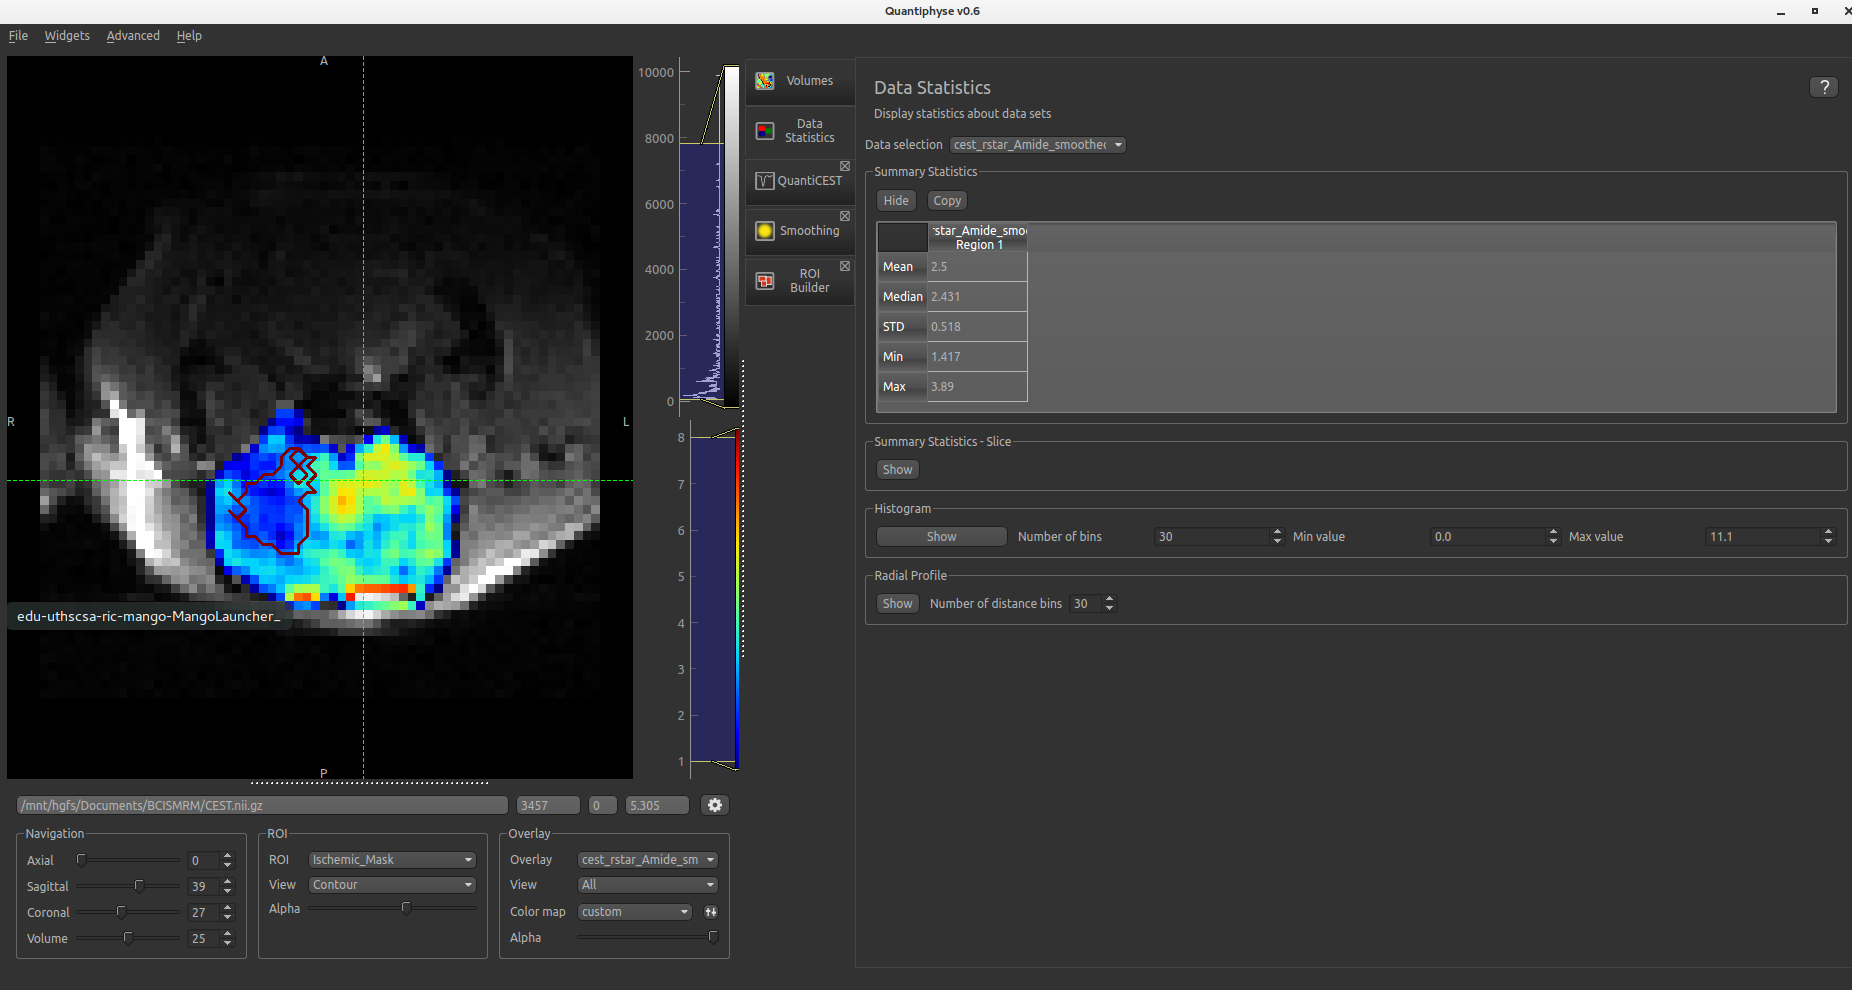 Quantiphyse v0.6
File Widgets Advanced Help
A
R
L
P
10000
8000
6000
4000
2000
0
8
7
6
5
4
3
2
1
edu-uthscsa-ric-mango-MangoLauncher_
Volumes
Data
Statistics
QuantiCEST
Smoothing
ROI
Builder
Data Statistics
?
Display statistics about data sets
Data selection cest_rstar_Amide_smoothed
Summary Statistics
Hide Copy
rstar_Amide_smo
Region 1
Mean 2.5
Median 2.431
STD 0.518
Min 1.417
Max 3.89
Summary Statistics - Slice
Show
Histogram
Show Number of bins 30 Min value 0.0 Max value 11.1
Radial Profile
Show Number of distance bins 30
/mnt/hgfs/Documents/BCISMRM/CEST.nii.gz 3457 0 5.305
Navigation
Axial 0
Sagittal 39
Coronal 27
Volume 25
ROI
ROI Ischemic_Mask
View Contour
Alpha
Overlay
Overlay cest_rstar_Amide_sm
View All
Color map custom
Alpha